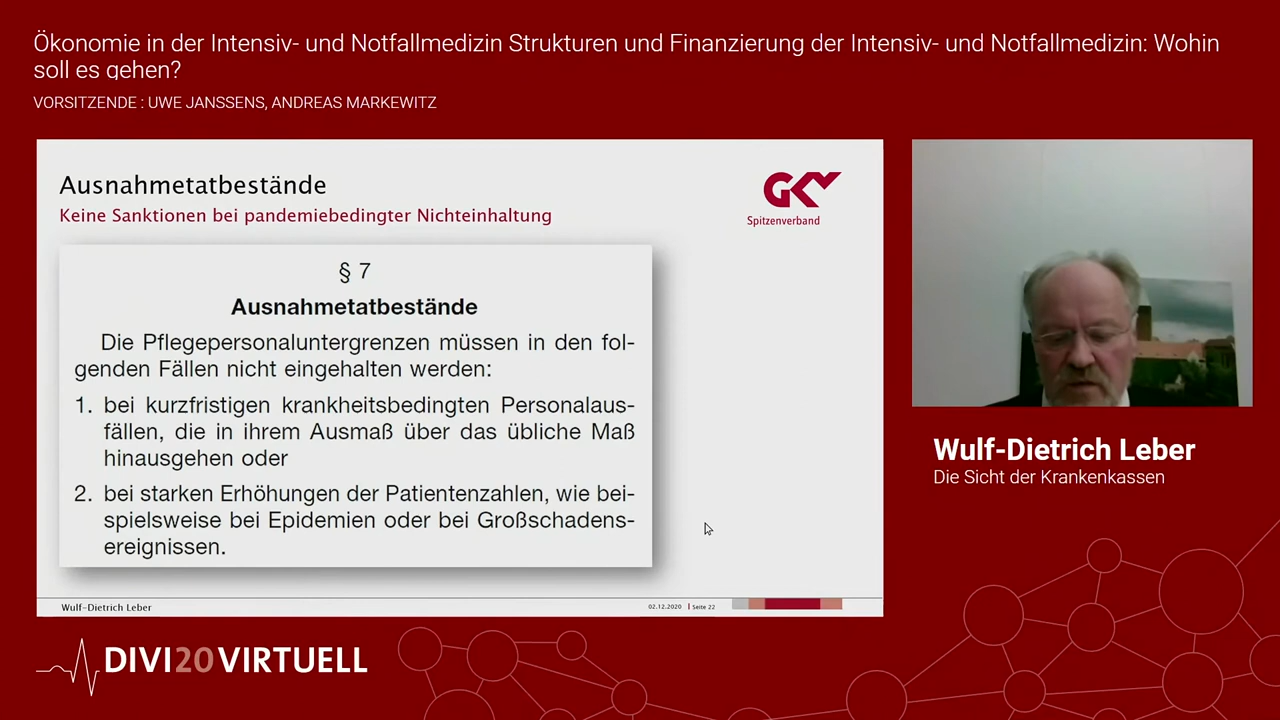 Ökonomie in der Intensiv- und Notfallmedizin Strukturen und Finanzierung der Intensiv- und Notfallmedizin: Wohin
soll es gehen?
VORSITZENDE : UWE JANSSENS, ANDREAS MARKEWITZ
Ausnahmetatbestände
Keine Sanktionen bei pandemiebedingter Nichteinhaltung
GKV
Spitzenverband
§ 7
Ausnahmetatbestände
Die Pflegepersonaluntergrenzen müssen in den fol-
genden Fällen nicht eingehalten werden:
1. bei kurzfristigen krankheitsbedingten Personalaus-
fällen, die in ihrem Ausmaß über das übliche Maß
hinausgehen oder
2. bei starken Erhöhungen der Patientenzahlen, wie bei-
spielsweise bei Epidemien oder bei Großschadens-
ereignissen.
Wulf-Dietrich Leber
02.12.2020 | Seite 22
Wulf-Dietrich Leber
Die Sicht der Krankenkassen
DIVI20VIRTUELL